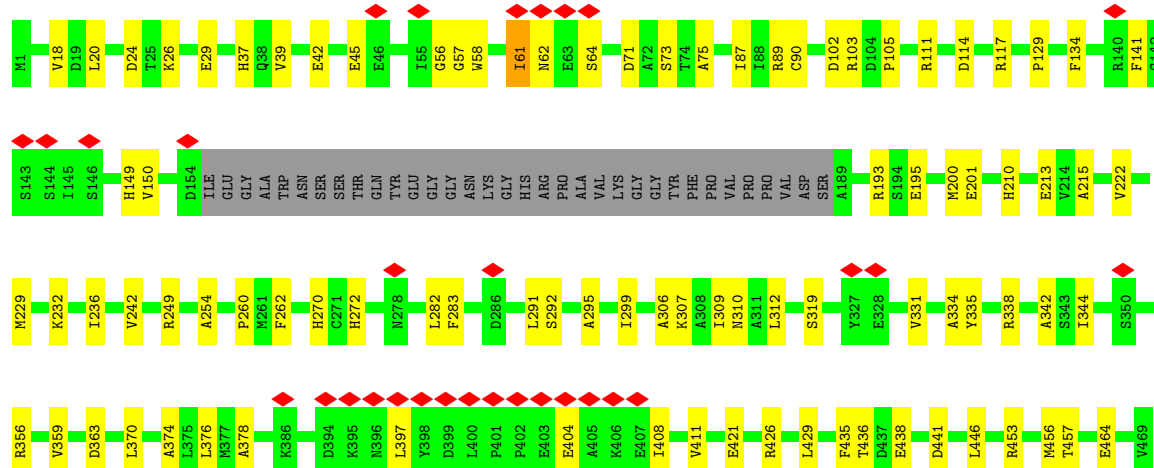 M1 V18 D19 L20 D24 T25 K26 E29 H37 Q38 V39 E42 E45 E46 I55 G56 G57 W58 I61 N62 E63 S64 D71 A72 S73 T74 A75 I87 I88 R89 C90 D102 R103 D104 P105 R111 D114 R117 P129 F134 R140 F141
S143 S144 I145 S146 H149 V150 D154 ILE GLU GLY ALA TRP ASN SER SER THR GLN TYR GLU GLY GLY ASN LYS GLY HIS ARG PRO ALA VAL LYS GLY GLY TYR PHE PRO VAL PRO PRO VAL ASP SER A189 R193 S194 E195 M200 E201 H210 E213 V214 A215 V222
M229 K232 I236 V242 R249 A254 P260 M261 F262 H270 C271 H272 N278 L282 F283 D286 L291 S292 A295 I299 A306 K307 A308 I309 N310 A311 L312 S319 Y327 E328 V331 A334 Y335 R338 A342 S343 I344 S350
R356 V359 D363 L370 A374 L375 L376 M377 A378 K386 D394 K395 N396 L397 Y398 D399 L400 P401 P402 E403 E404 A405 K406 E407 I408 V411 E421 R426 L429 F435 T436 D437 E438 D441 L446 R453 M456 T457 E464 V469